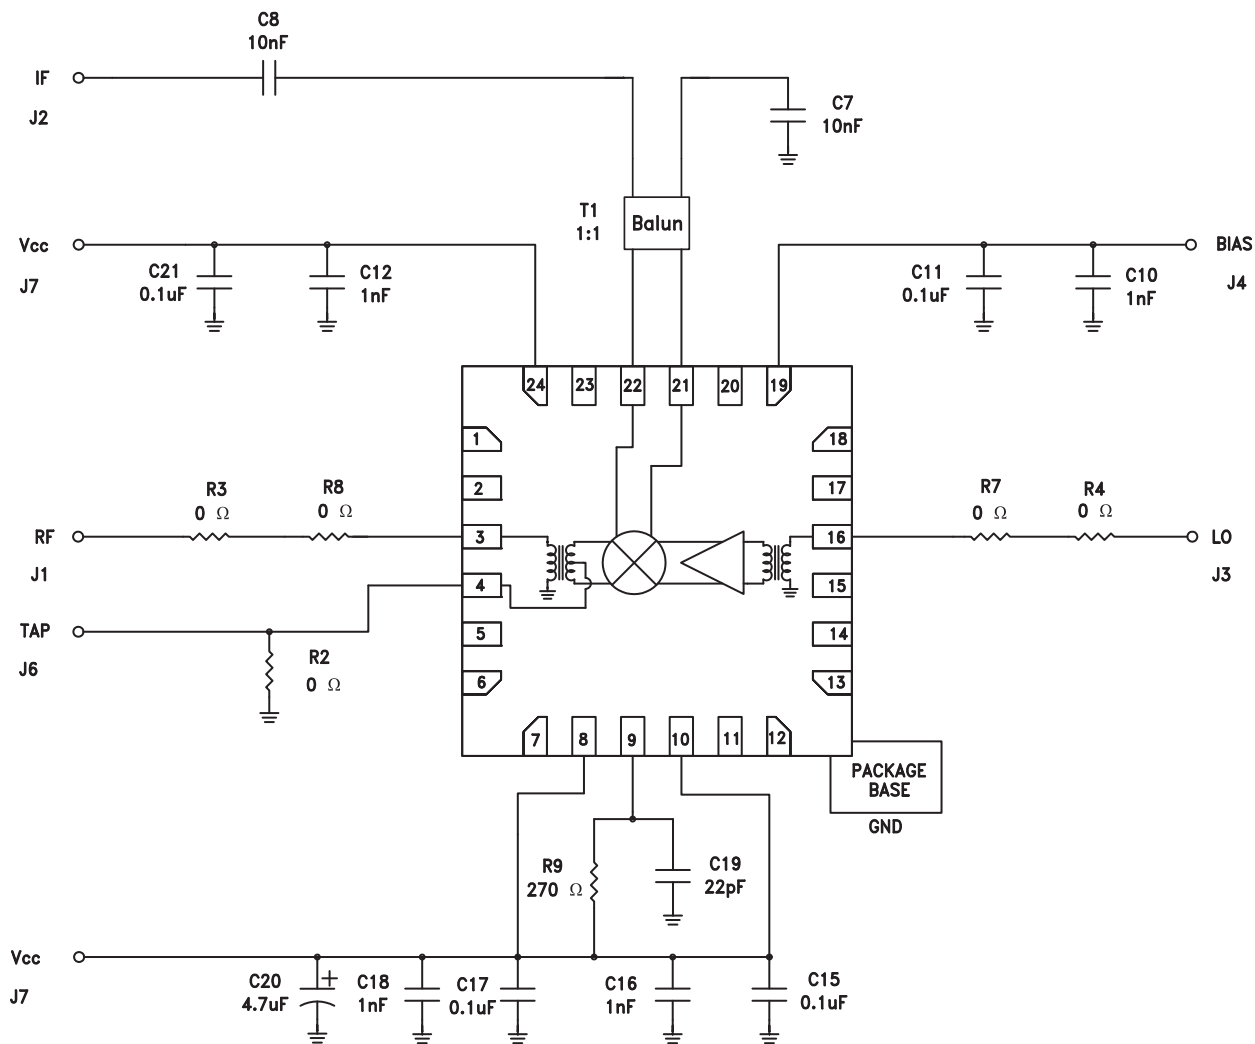 C8
10nF
IF
J2
C7
10nF
T1
1:1
Balun
Vcc
J7
C21
0.1uF
C12
1nF
C11
0.1uF
C10
1nF
BIAS
J4
24 23 22 21 20 19
1
2
3
4
5
6
18
17
16
15
14
13
7 8 9 10 11 12
R3
0 Ω
R8
0 Ω
RF
J1
TAP
J6
R2
0 Ω
R7
0 Ω
R4
0 Ω
LO
J3
PACKAGE
BASE
GND
R9
270 Ω
C19
22pF
Vcc
J7
C20
4.7uF
+
C18
1nF
C17
0.1uF
C16
1nF
C15
0.1uF